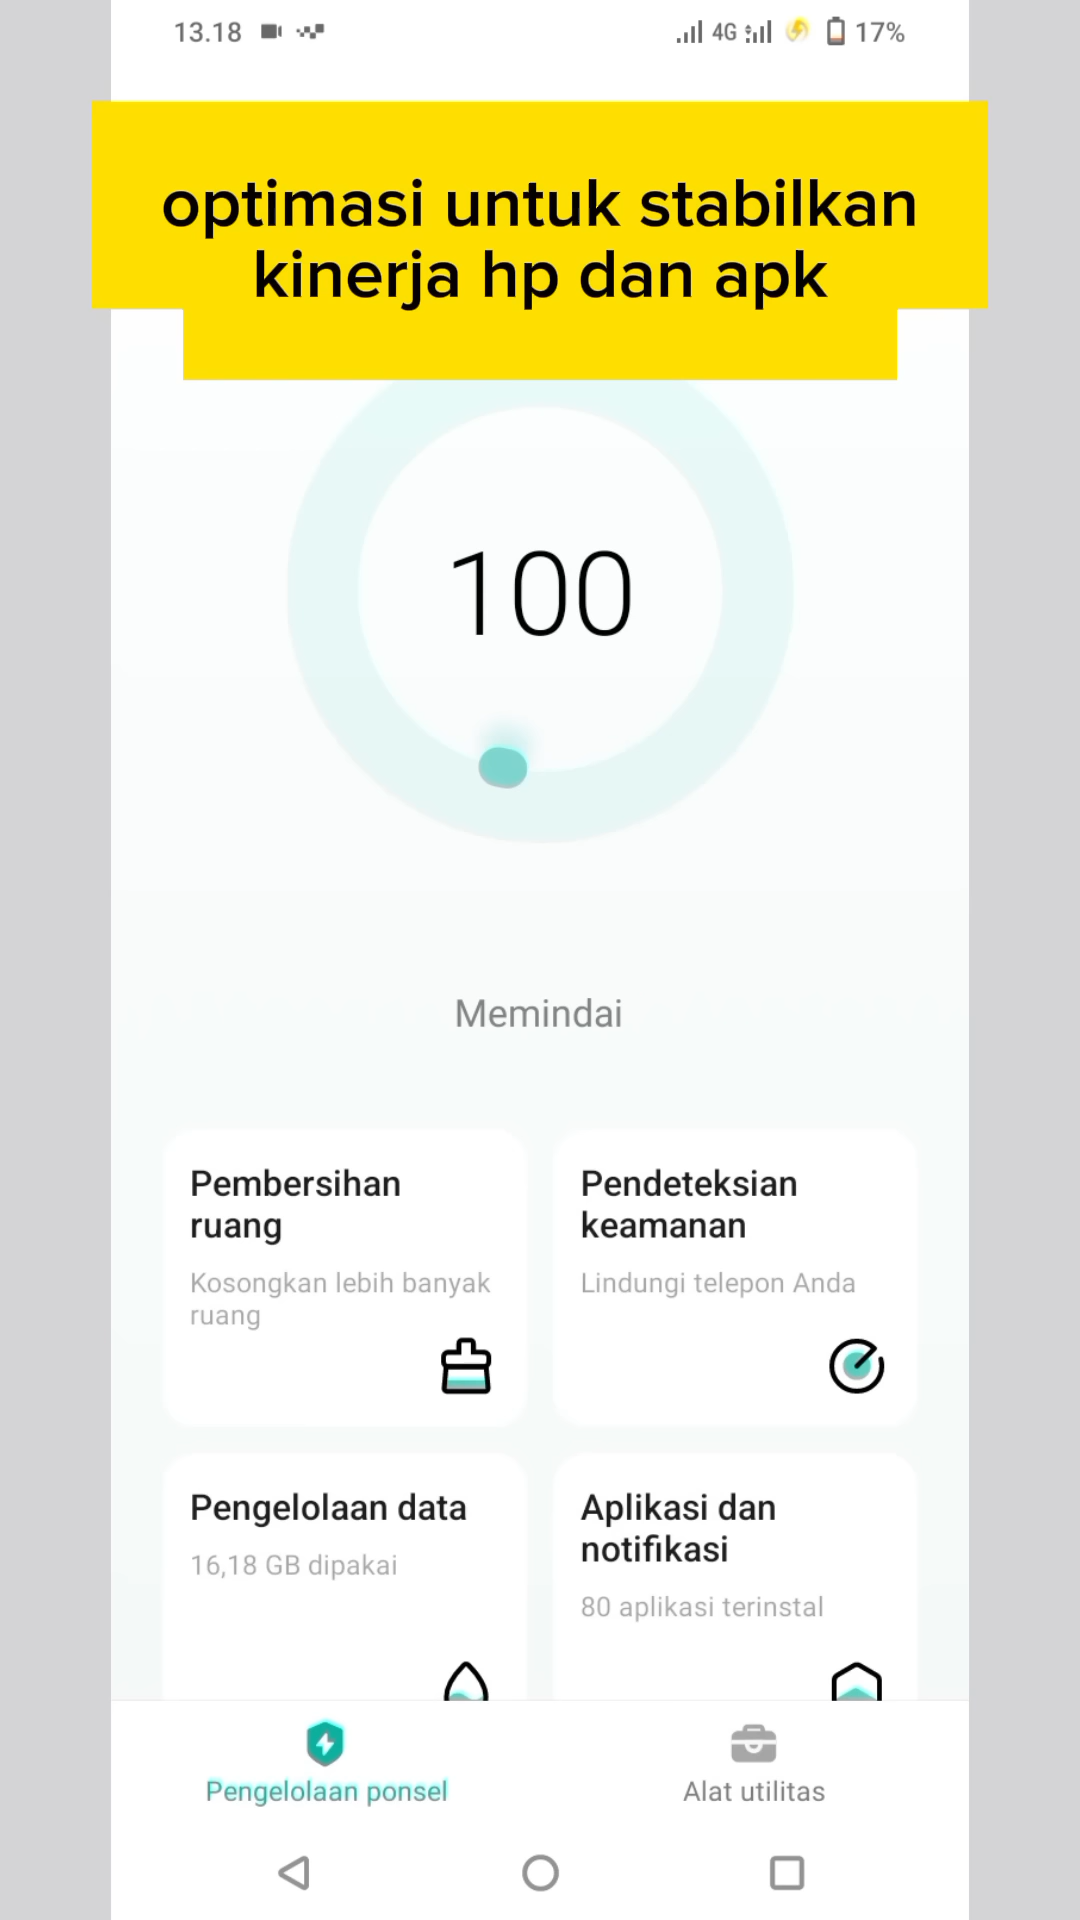 13.18 4G 17%
optimasi untuk stabilkan
kinerja hp dan apk
100
Memindai
Pembersihan
ruang
Kosongkan lebih banyak
ruang
Pendeteksian
keamanan
Lindungi telepon Anda
Pengelolaan data
16,18 GB dipakai
Aplikasi dan
notifikasi
80 aplikasi terinstal
Pengelolaan ponsel
Alat utilitas